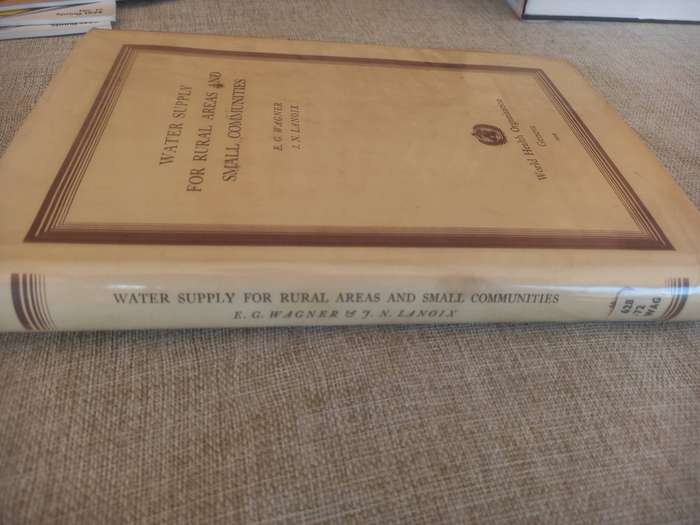 WATER SUPPLY
FOR RURAL AREAS AND
SMALL COMMUNITIES
E. G. WAGNER
J. N. LANOIX
World Health Organization
Geneva
WATER SUPPLY FOR RURAL AREAS AND SMALL COMMUNITIES
E. G. WAGNER & J. N. LANOIX
628
.72
WAG